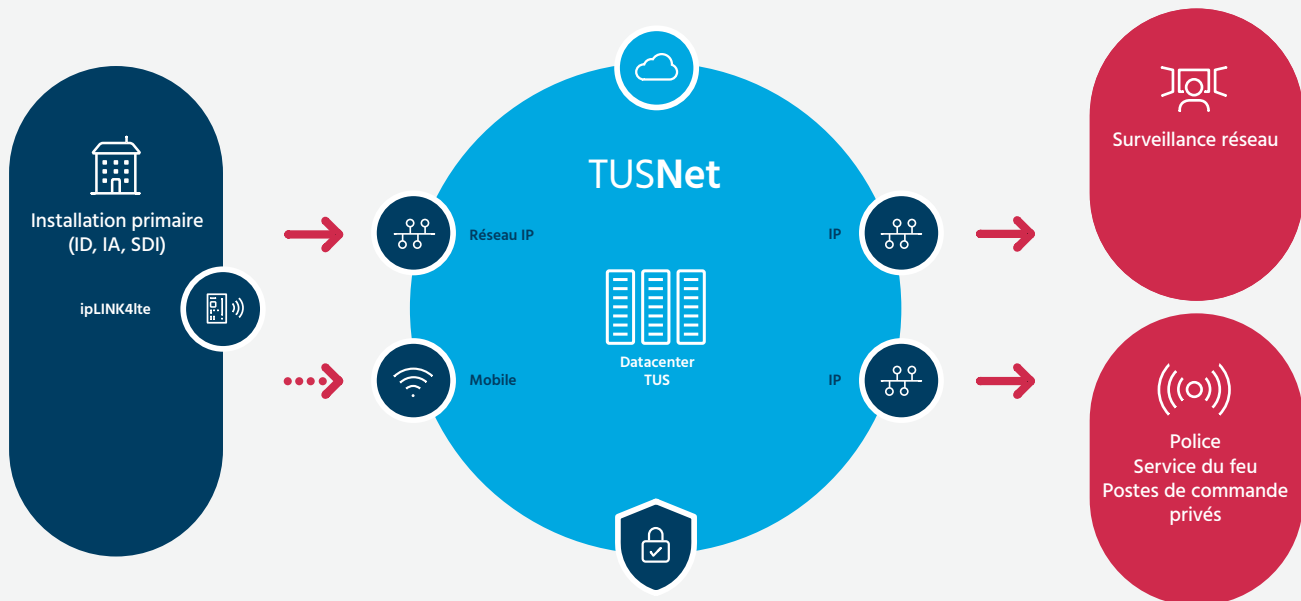 Installation primaire
(ID, IA, SDI)
ipLINK4lte
TUSNet
Réseau IP
Mobile
Datacenter
TUS
IP
IP
Surveillance réseau
Police
Service du feu
Postes de commande
privés